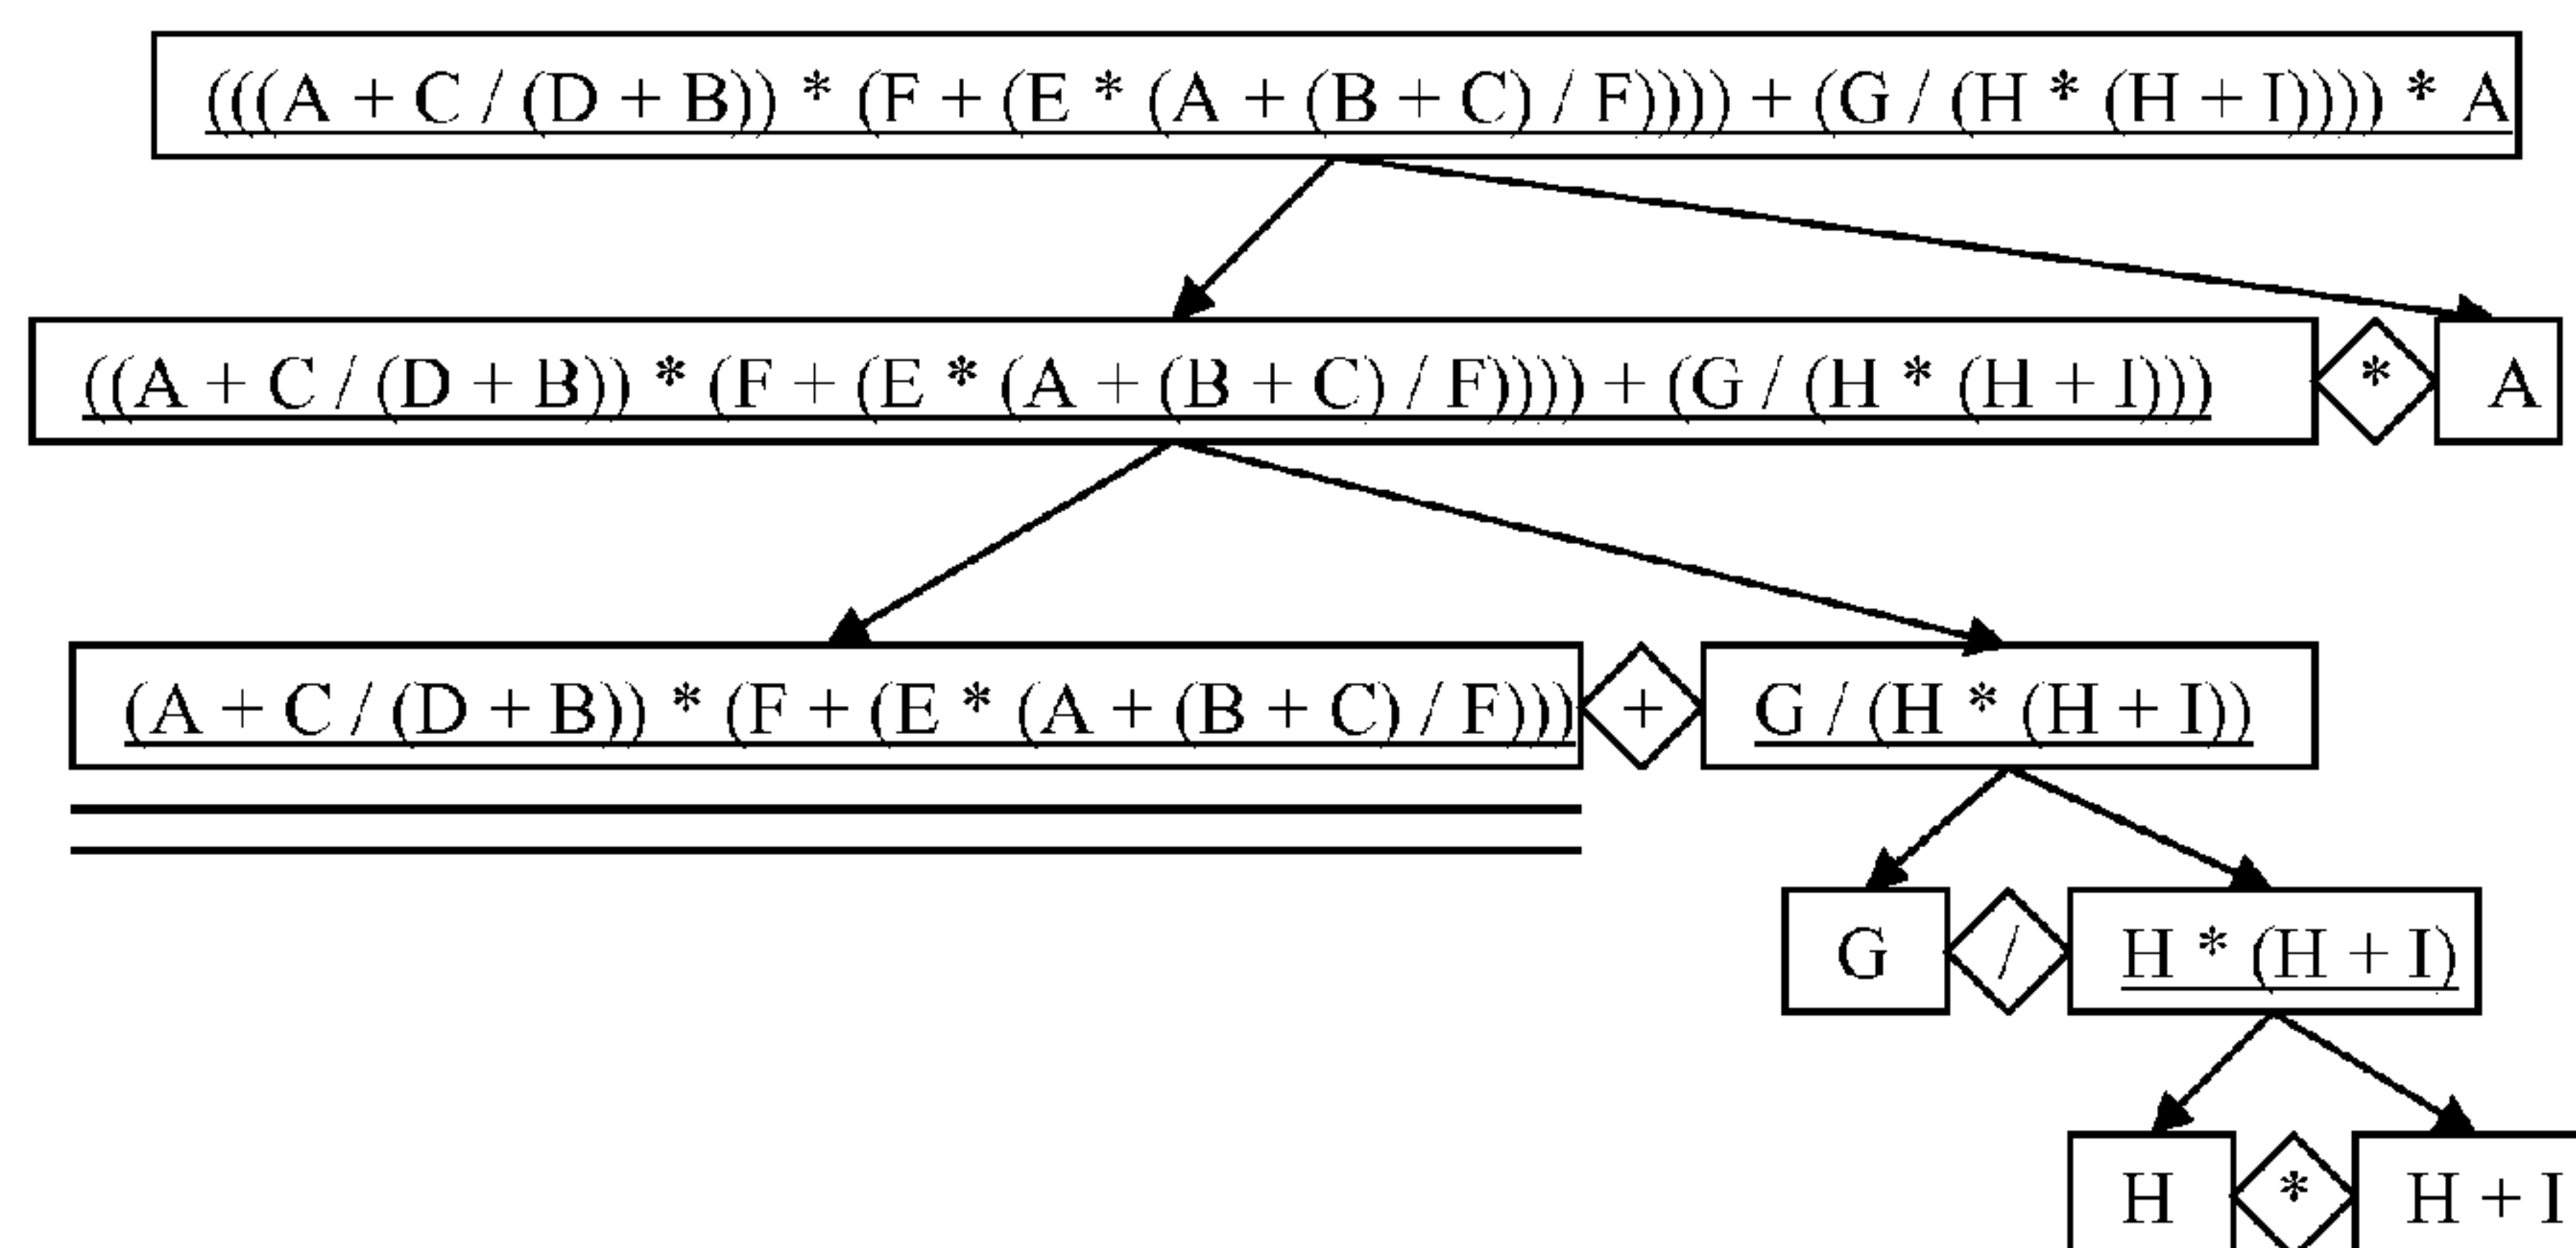 (((A + C / (D + B)) * (F + (E * (A + (B + C) / F)))) + (G / (H * (H + I)))) * A
((A + C / (D + B)) * (F + (E * (A + (B + C) / F)))) + (G / (H * (H + I))) * A
(A + C / (D + B)) * (F + (E * (A + (B + C) / F))) + G / (H * (H + I))
G / H * (H + I)
H * H + I